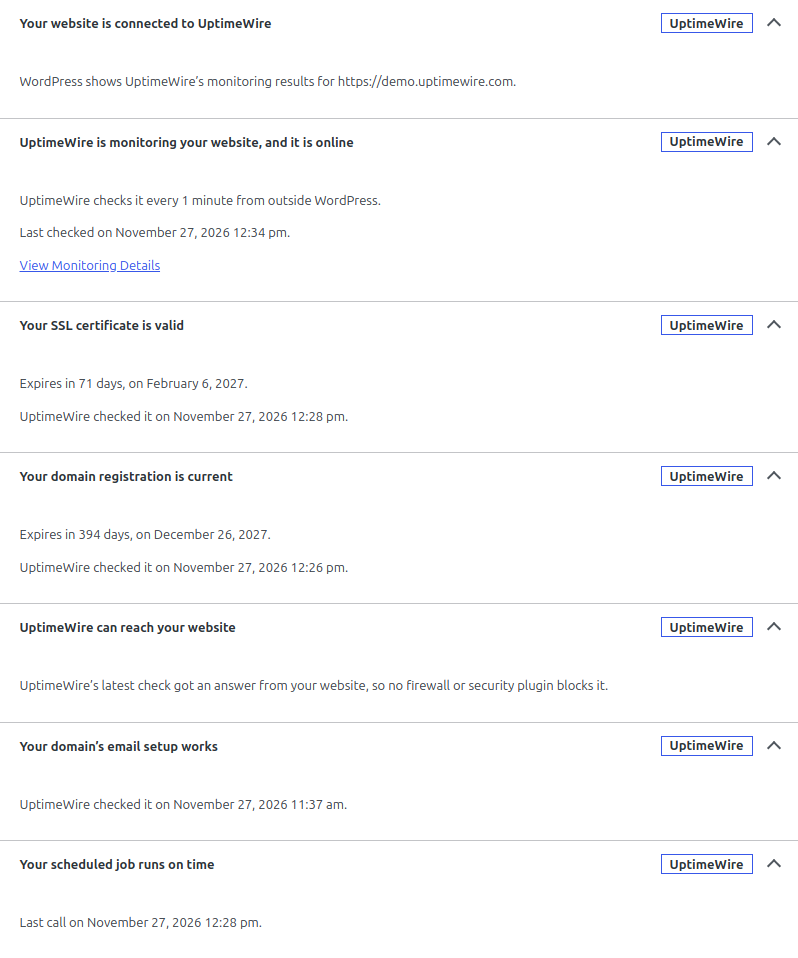 Your website is connected to UptimeWire
UptimeWire
WordPress shows UptimeWire’s monitoring results for https://demo.uptimewire.com.
UptimeWire is monitoring your website, and it is online
UptimeWire
UptimeWire checks it every 1 minute from outside WordPress.
Last checked on November 27, 2026 12:34 pm.
View Monitoring Details
Your SSL certificate is valid
UptimeWire
Expires in 71 days, on February 6, 2027.
UptimeWire checked it on November 27, 2026 12:28 pm.
Your domain registration is current
UptimeWire
Expires in 394 days, on December 26, 2027.
UptimeWire checked it on November 27, 2026 12:26 pm.
UptimeWire can reach your website
UptimeWire
UptimeWire’s latest check got an answer from your website, so no firewall or security plugin blocks it.
Your domain’s email setup works
UptimeWire
UptimeWire checked it on November 27, 2026 11:37 am.
Your scheduled job runs on time
UptimeWire
Last call on November 27, 2026 12:28 pm.